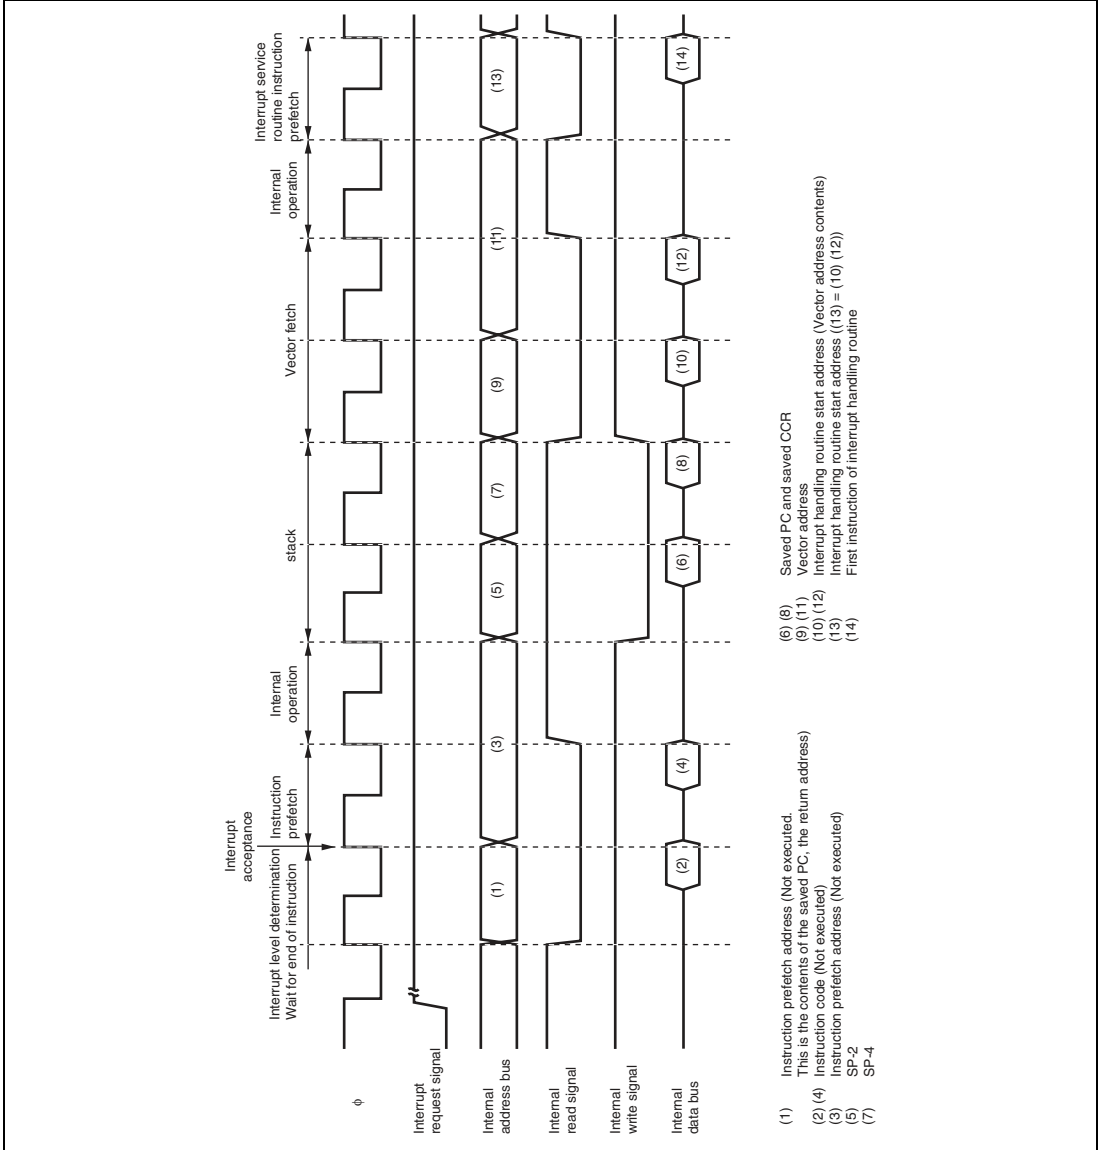 Interrupt
acceptance
Interrupt level determination
Wait for end of instruction
Instruction
prefetch
Internal
operation
stack
Vector fetch
Internal
operation
Interrupt service
routine instruction
prefetch
φ
Interrupt
request signal
Internal
address bus
(1)
(3)
(5)
(7)
(9)
(11)
(13)
Internal
read signal
Internal
write signal
Internal
data bus
(2)
(4)
(6)
(8)
(10)
(12)
(14)
(1) Instruction prefetch address (Not executed.
This is the contents of the saved PC, the return address)
(2) (4) Instruction code (Not executed)
(3) Instruction prefetch address (Not executed)
(5) SP-2
(7) SP-4
(6) (8) Saved PC and saved CCR
(9) (11) Vector address
(10) (12) Interrupt handling routine start address (Vector address contents)
(13) Interrupt handling routine start address ((13) = (10) (12))
(14) First instruction of interrupt handling routine